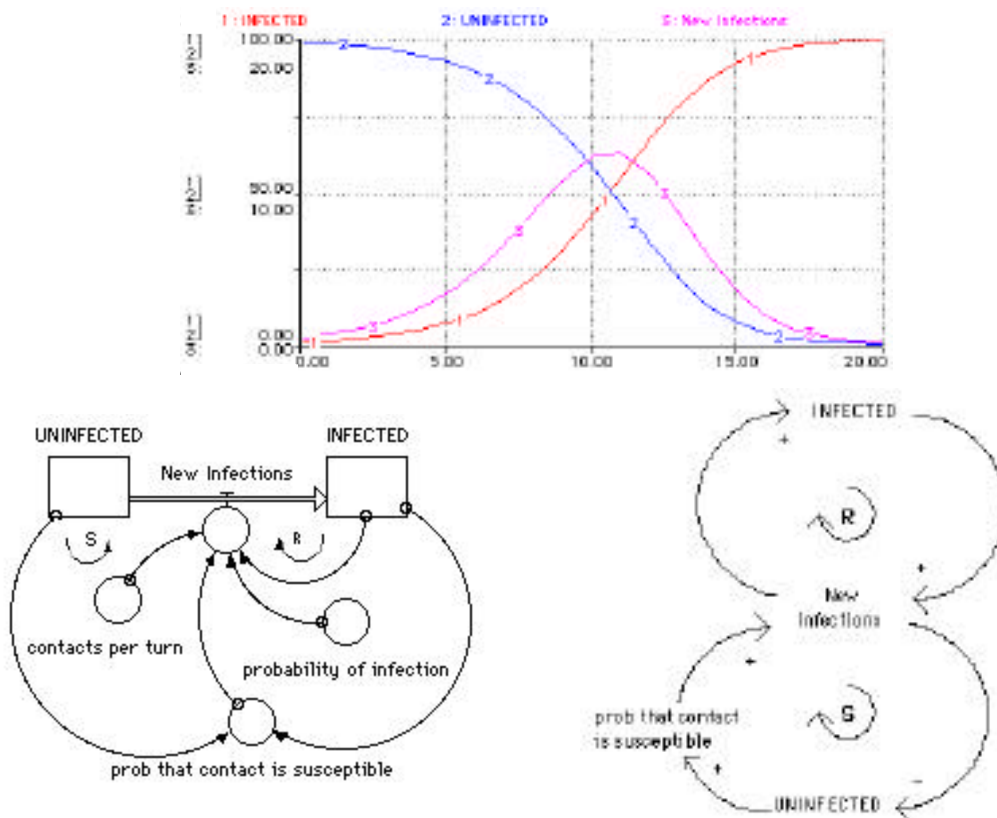 1: INFECTED 2: UNINFECTED 3: New Infections
100.00
20.00
50.00
10.00
0.00
0.00
0.00 5.00 10.00 15.00 20.00
1 1 1 1
2 2 2 2
3 3 3 3
UNINFECTED
INFECTED
New Infections
S
R
contacts per turn
probability of infection
prob that contact is susceptible
INFECTED
+
R
+
New
Infections
+
S
prob that contact
is susceptible
+
-
UNINFECTED